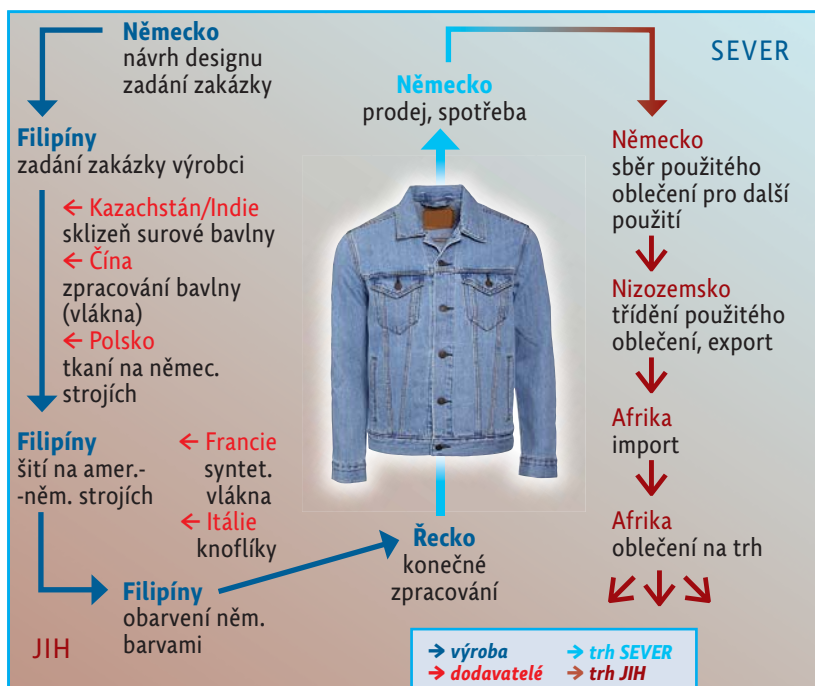 SEVER
Německo
návrh designu
zadání zakázky
Filipíny
zadání zakázky výrobci
← Kazachstán/Indie
sklizeň surové bavlny
← Čína
zpracování bavlny
(vlákna)
← Polsko
tkaní na němec.
strojích
Filipíny
šití na amer.-
-něm. strojích
← Francie
syntet.
vlákna
← Itálie
knoflíky
Filipíny
obarvení něm.
barvami
Řecko
konečné
zpracování
Německo
prodej, spotřeba
Německo
sběr použitého
oblečení pro další
použití
Nizozemsko
třídění použitého
oblečení, export
Afrika
import
Afrika
oblečení na trh
JIH
→ výroba
→ dodavatelé
→ trh SEVER
→ trh JIH